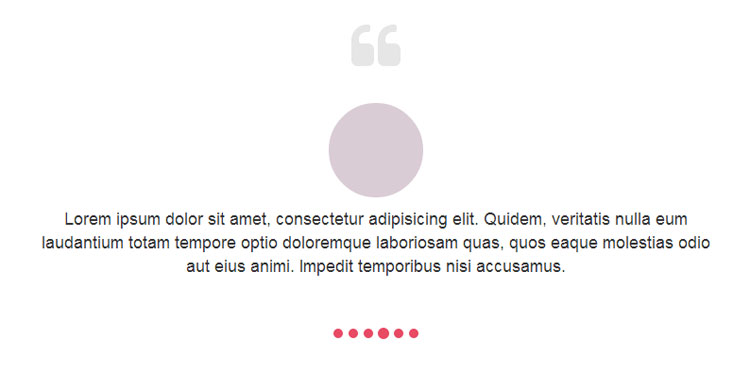 Lorem ipsum dolor sit amet, consectetur adipisicing elit. Quidem, veritatis nulla eum
laudantium totam tempore optio doloremque laboriosam quas, quos eaque molestias odio
aut eius animi. Impedit temporibus nisi accusamus.